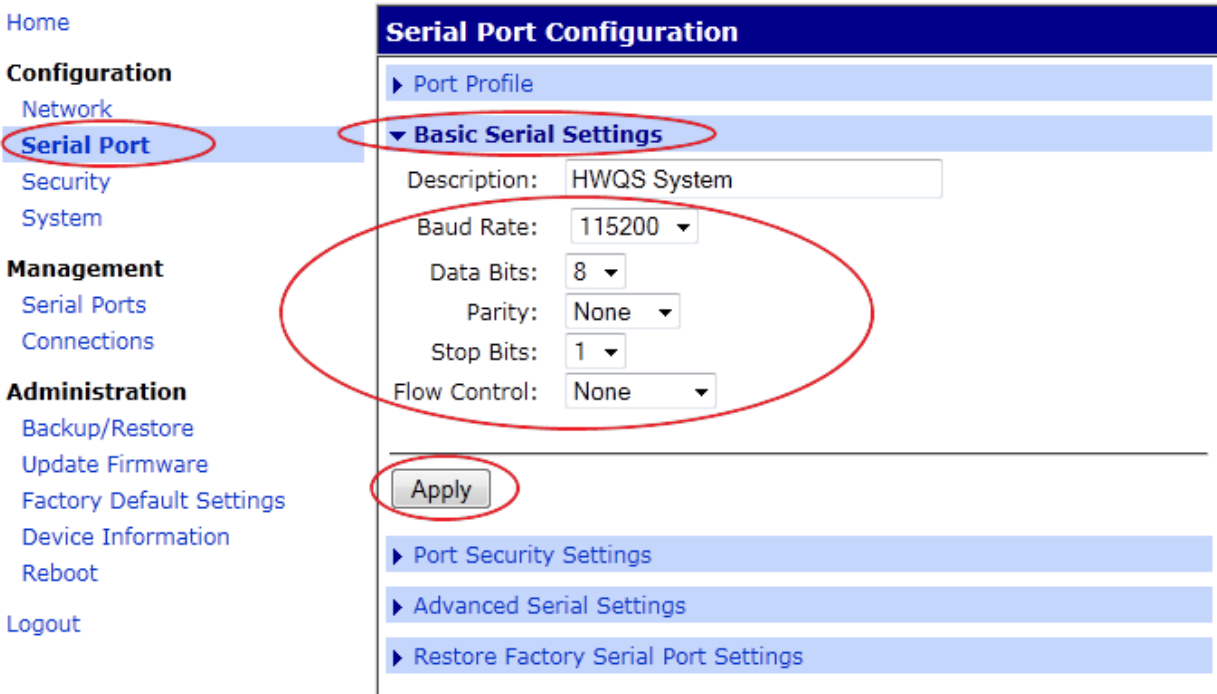 Home
Configuration
Network
Serial Port
Security
System
Management
Serial Ports
Connections
Administration
Backup/Restore
Update Firmware
Factory Default Settings
Device Information
Reboot
Logout
Serial Port Configuration
Port Profile
Basic Serial Settings
Description: HWQS System
Baud Rate: 115200
Data Bits: 8
Parity: None
Stop Bits: 1
Flow Control: None
Apply
Port Security Settings
Advanced Serial Settings
Restore Factory Serial Port Settings